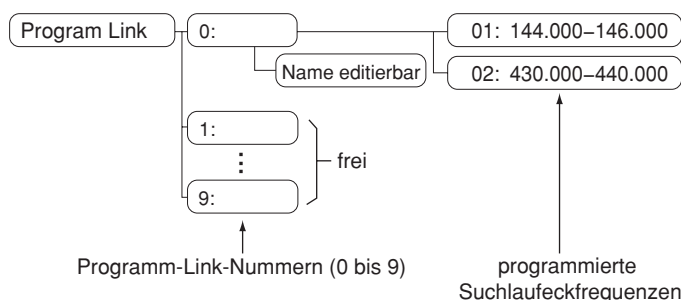 Program Link
0:
01: 144.000–146.000
Name editierbar
02: 430.000–440.000
1:
frei
9:
Programm-Link-Nummern (0 bis 9)
programmierte
Suchlaufeckfrequenzen